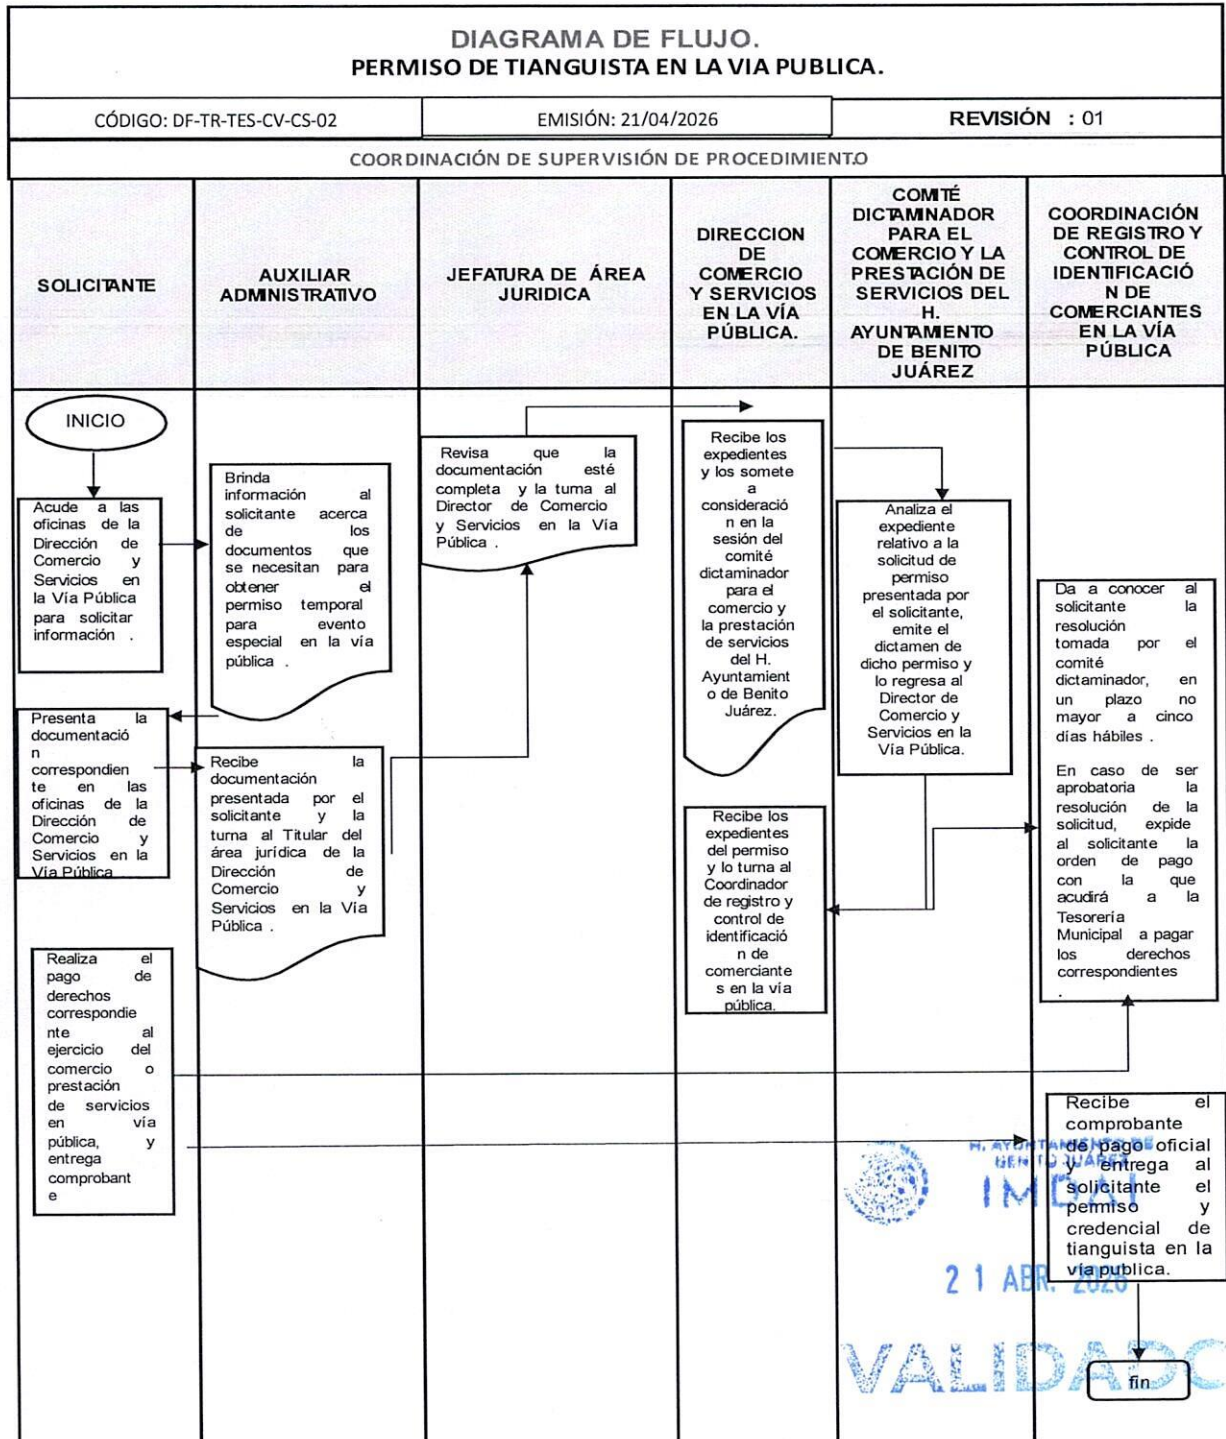 DIAGRAMA DE FLUJO.
PERMISO DE TIANGUISTA EN LA VIA PUBLICA.
CÓDIGO: DF-TR-TES-CV-CS-02
EMISIÓN: 21/04/2026
REVISIÓN : 01
COORDINACIÓN DE SUPERVISIÓN DE PROCEDIMIENTO
SOLICITANTE
AUXILIAR
ADMINISTRATIVO
JEFATURA DE ÁREA
JURIDICA
DIRECCION
DE
COMERCIO
Y SERVICIOS
EN LA VÍA
PÚBLICA.
COMITÉ
DICTAMINADOR
PARA EL
COMERCIO Y LA
PRESTACIÓN DE
SERVICIOS DEL
H.
AYUNTAMIENTO
DE BENITO
JUÁREZ
COORDINACIÓN
DE REGISTRO Y
CONTROL DE
IDENTIFICACIÓ
N DE
COMERCIANTES
EN LA VÍA
PÚBLICA
INICIO
Acude a las
oficinas de la
Dirección de
Comercio y
Servicios en
la Vía Pública
para solicitar
información .
Brinda
información al
solicitante acerca
de los
documentos que
se necesitan para
obtener el
permiso temporal
para evento
especial en la vía
pública .
Presenta la
documentació
n
correspondien
te en las
oficinas de la
Dirección de
Comercio y
Servicios en la
Vía Pública
Recibe la
documentación
presentada por el
solicitante y la
turna al Titular del
área jurídica de la
Dirección de
Comercio y
Servicios en la Vía
Pública .
Revisa que la
documentación esté
completa y la turna al
Director de Comercio
y Servicios en la Vía
Pública .
Recibe los
expedientes
y los somete
a
consideració
n en la
sesión del
comité
dictaminador
para el
comercio y
la prestación
de servicios
del H.
Ayuntamient
o de Benito
Juárez.
Analiza el
expediente
relativo a la
solicitud de
permiso
presentada por
el solicitante,
emite el
dictamen de
dicho permiso y
lo regresa al
Director de
Comercio y
Servicios en la
Vía Pública.
Recibe los
expedientes
del permiso
y lo turna al
Coordinador
de registro y
control de
identificació
n de
comerciante
s en la vía
pública.
Da a conocer al
solicitante la
resolución
tomada por el
comité
dictaminador, en
un plazo no
mayor a cinco
días hábiles .
En caso de ser
aprobatoria la
resolución de la
solicitud, expide
al solicitante la
orden de pago
con la que
acudirá a la
Tesorería
Municipal a pagar
los derechos
correspondientes
.
Realiza el
pago de
derechos
correspondie
nte al
ejercicio del
comercio o
prestación
de servicios
en vía
pública, y
entrega
comprobant
e
Recibe el
comprobante
de pago oficial
y entrega al
solicitante el
permiso y
credencial de
tianguista en la
vía publica.
fin
H. AYUNTAMIENTO DE
BENITO JUÁREZ
IMDAI
21 ABR. 2026
VALIDADO